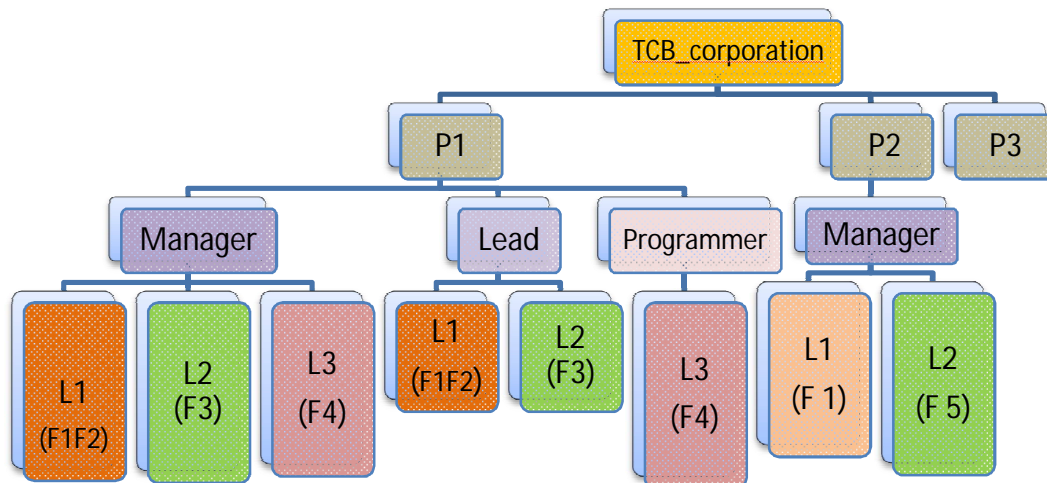 TCB_corporation
P1
P2
P3
Manager
Lead
Programmer
Manager
L1
(F1F2)
L2
(F3)
L3
(F4)
L1
(F1F2)
L2
(F3)
L3
(F4)
L1
(F 1)
L2
(F 5)